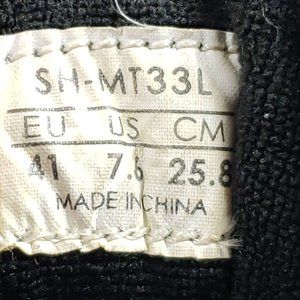 SH-MT33L
EU US CM
41 7.6 25.8
MADE IN CHINA